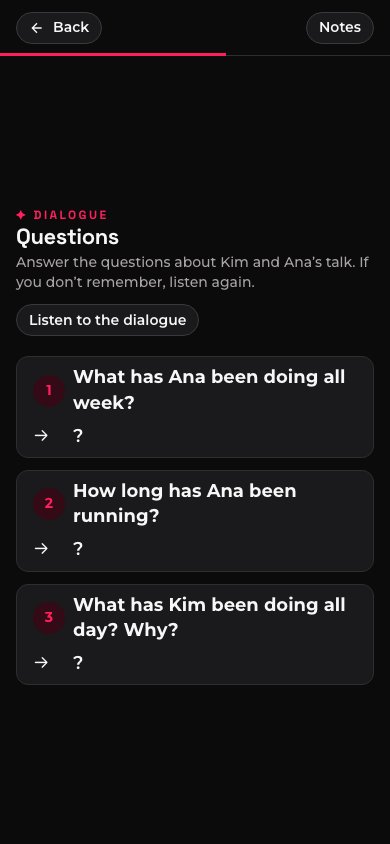 ← Back
Notes
✦ DIALOGUE
Questions
Answer the questions about Kim and Ana’s talk. If
you don’t remember, listen again.
Listen to the dialogue
1
What has Ana been doing all
week?
→ ?
2
How long has Ana been
running?
→ ?
3
What has Kim been doing all
day? Why?
→ ?